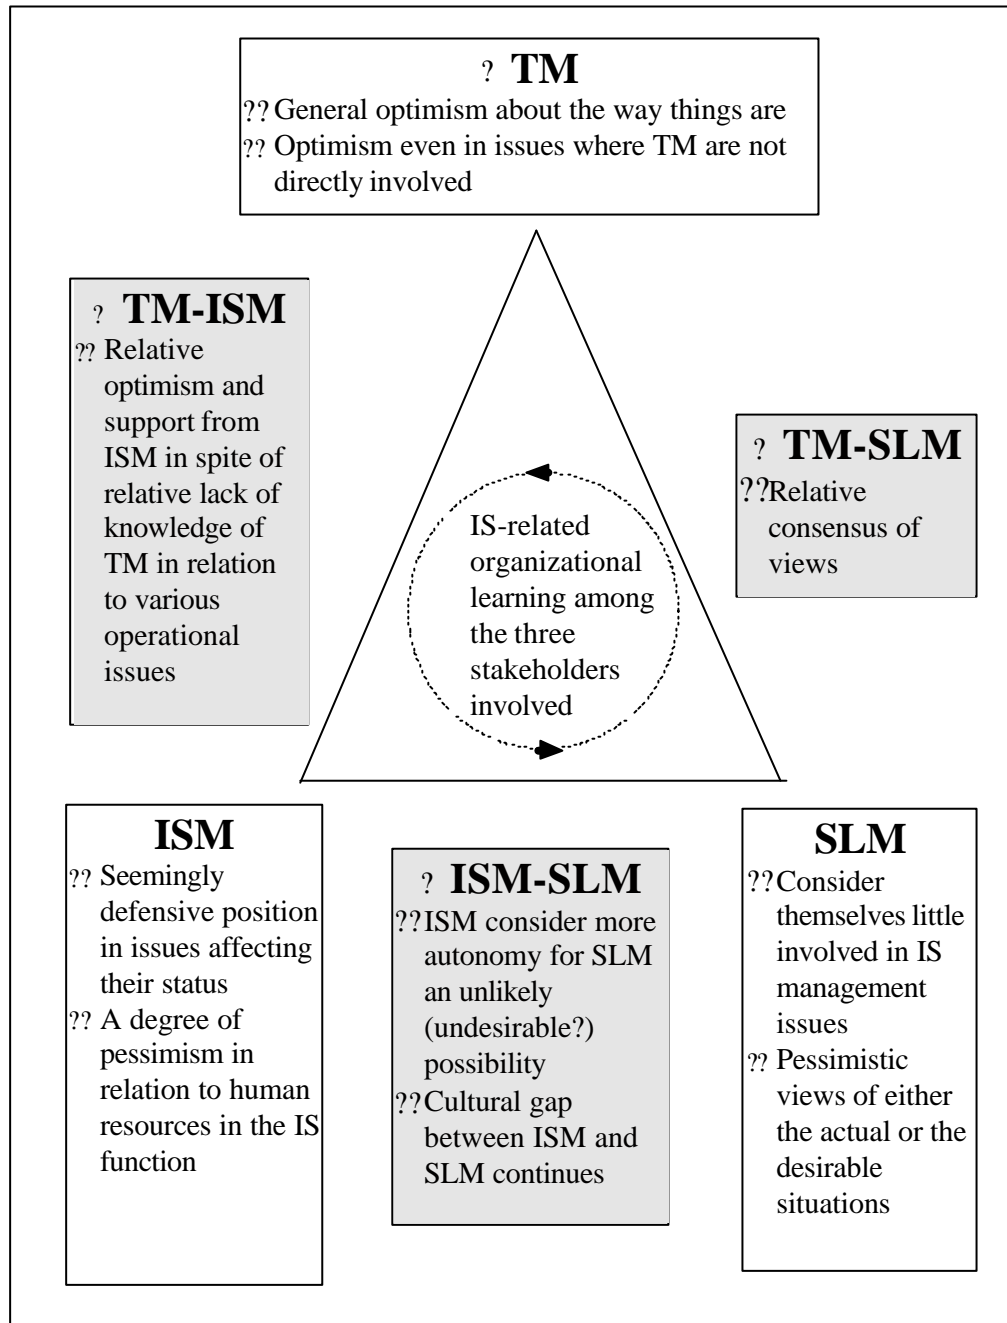 ? TM
?? General optimism about the way things are
?? Optimism even in issues where TM are not
directly involved
? TM-ISM
?? Relative
optimism and
support from
ISM in spite of
relative lack of
knowledge of
TM in relation
to various
operational
issues
? TM-SLM
??Relative
consensus of
views
IS-related
organizational
learning among
the three
stakeholders
involved
ISM
?? Seemingly
defensive position
in issues affecting
their status
?? A degree of
pessimism in
relation to human
resources in the IS
function
? ISM-SLM
??ISM consider more
autonomy for SLM
an unlikely
(undesirable?)
possibility
??Cultural gap
between ISM and
SLM continues
SLM
??Consider
themselves little
involved in IS
management
issues
?? Pessimistic
views of either
the actual or the
desirable
situations